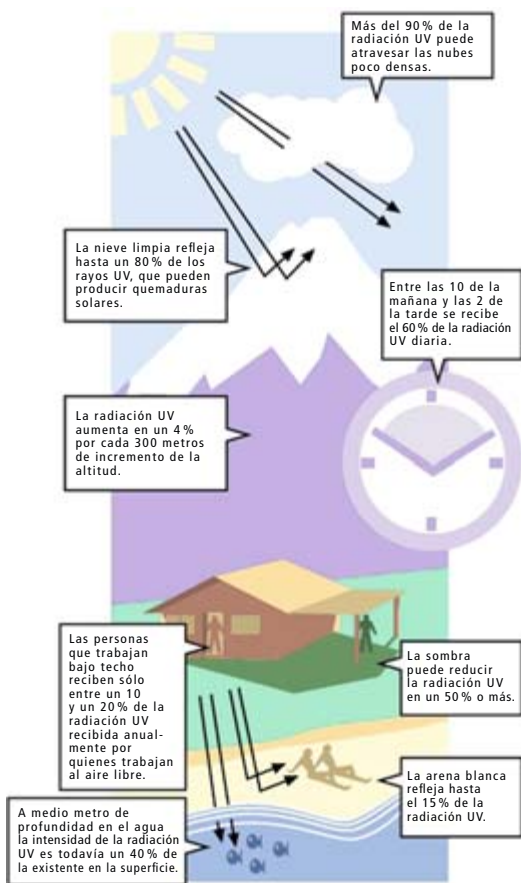 Más del 90% de la
radiación UV puede
atravesar las nubes
poco densas.
La nieve limpia refleja
hasta un 80% de los
rayos UV, que pueden
producir quemaduras
solares.
Entre las 10 de la
mañana y las 2 de
la tarde se recibe
el 60% de la radiación
UV diaria.
La radiación UV
aumenta en un 4%
por cada 300 metros
de incremento de la
altitud.
Las personas
que trabajan
bajo techo
reciben sólo
entre un 10
y un 20% de la
radiación UV
recibida anual-
mente por
quienes trabajan
al aire libre.
La sombra
puede reducir
la radiación UV
en un 50% o más.
La arena blanca
refleja hasta
el 15% de la
radiación UV.
A medio metro de
profundidad en el agua
la intensidad de la radiación
UV es todavía un 40% de
la existente en la superficie.